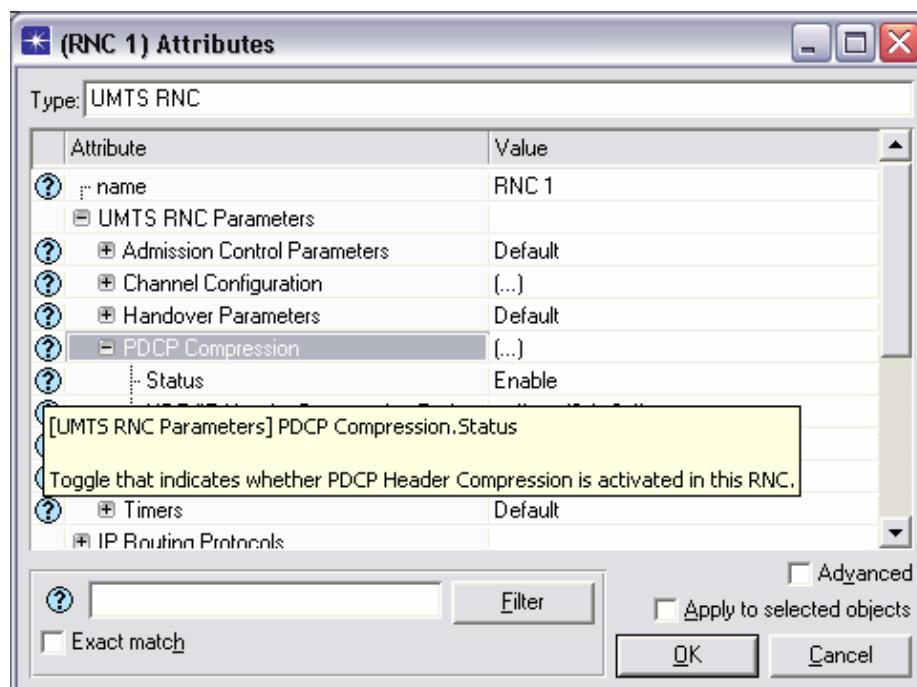 (RNC 1) Attributes
Type: UMTS RNC
Attribute Value
name RNC 1
UMTS RNC Parameters
Admission Control Parameters Default
Channel Configuration (...)
Handover Parameters Default
PDCP Compression (...)
Status Enable
[UMTS RNC Parameters] PDCP Compression.Status
Toggle that indicates whether PDCP Header Compression is activated in this RNC.
Timers Default
IP Routing Protocols
Advanced
Filter
Apply to selected objects
Exact match
OK Cancel